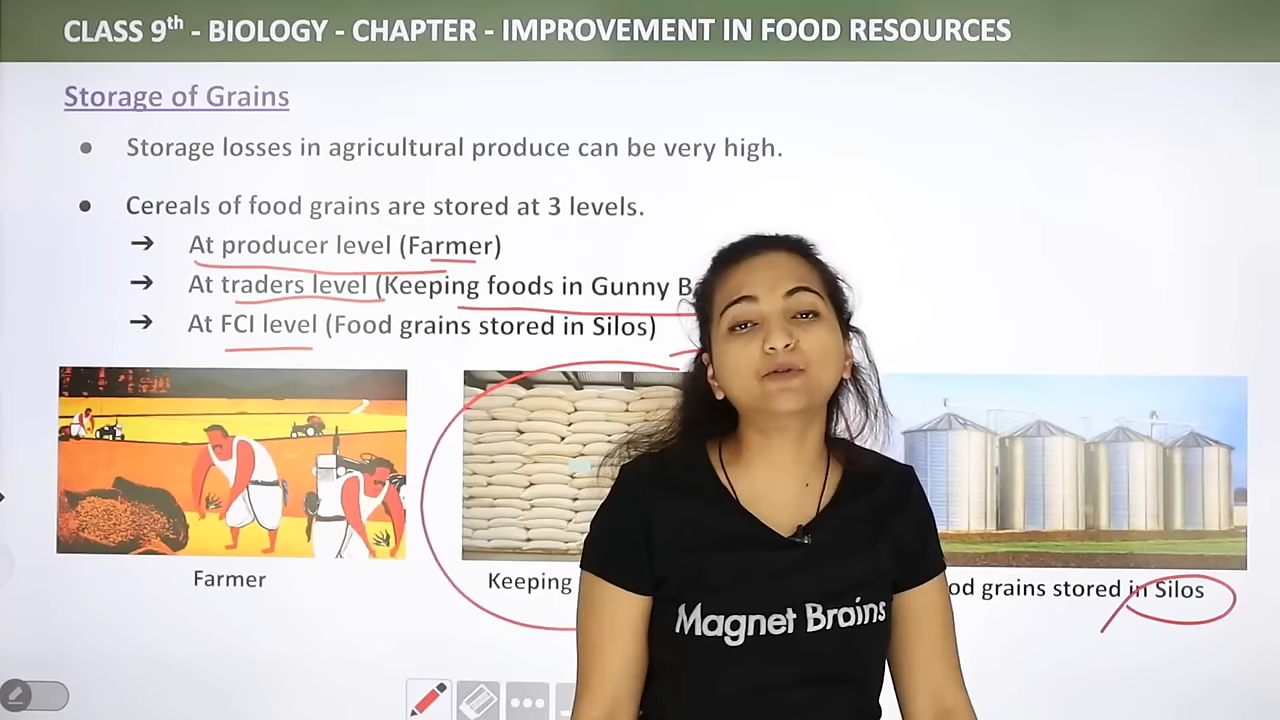 CLASS 9th - BIOLOGY - CHAPTER - IMPROVEMENT IN FOOD RESOURCES
Storage of Grains
● Storage losses in agricultural produce can be very high.
● Cereals of food grains are stored at 3 levels.
➔ At producer level (Farmer)
➔ At traders level (Keeping foods in Gunny
➔ At FCI level (Food grains stored in Silos)
Farmer
Keeping
grains stored in Silos
Magnet Brains